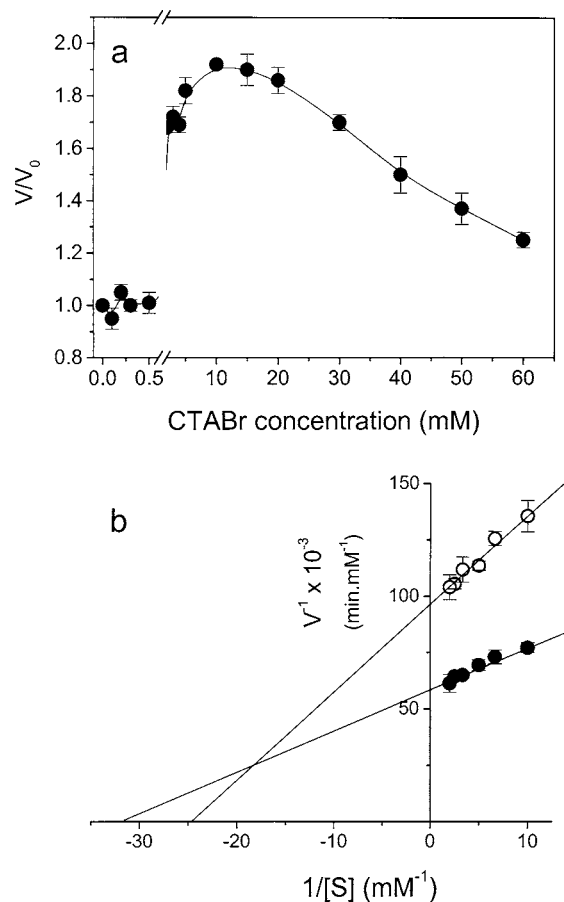 a
V/V₀
2.0
1.8
1.6
1.4
1.2
1.0
0.8
0.0 0.5 10 20 30 40 50 60
CTABr concentration (mM)
b
V⁻¹ x 10⁻³
(min.mM⁻¹)
150
100
50
-30 -20 -10 0 10
1/[S] (mM⁻¹)